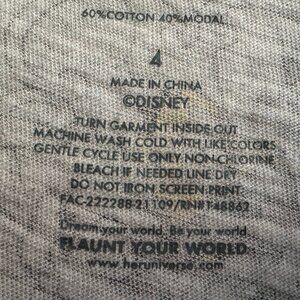 60%COTTON 40%MODAL
4
MADE IN CHINA
©DISNEY
TURN GARMENT INSIDE OUT
MACHINE WASH COLD WITH LIKE COLORS
GENTLE CYCLE USE ONLY NON-CHLORINE
BLEACH IF NEEDED LINE DRY
DO NOT IRON SCREEN PRINT
FAC-222288-21109/RN#148862
Dream your world. Be your world.
FLAUNT YOUR WORLD
www.heruniverse.com